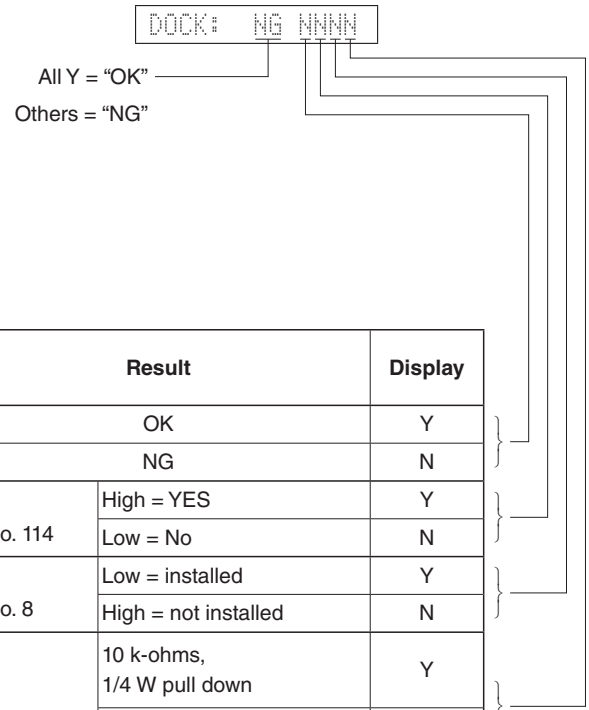 DOCK: NG NNNN
All Y = “OK”
Others = “NG”
Result Display
OK Y
NG N
High = YES Y
o. 114 Low = No N
Low = installed Y
o. 8 High = not installed N
10 k-ohms,
1/4 W pull down Y